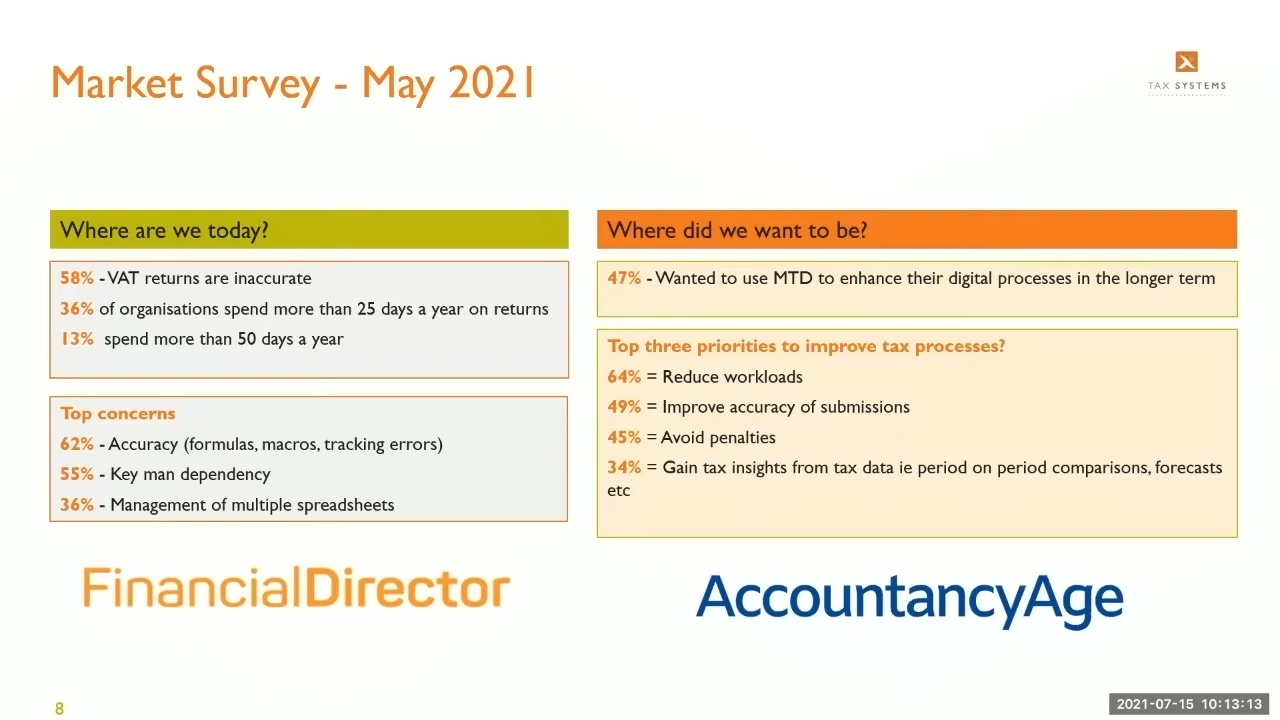 Market Survey - May 2021
TAX SYSTEMS
Where are we today?
58% - VAT returns are inaccurate
36% of organisations spend more than 25 days a year on returns
13% spend more than 50 days a year
Top concerns
62% - Accuracy (formulas, macros, tracking errors)
55% - Key man dependency
36% - Management of multiple spreadsheets
FinancialDirector
Where did we want to be?
47% - Wanted to use MTD to enhance their digital processes in the longer term
Top three priorities to improve tax processes?
64% = Reduce workloads
49% = Improve accuracy of submissions
45% = Avoid penalties
34% = Gain tax insights from tax data ie period on period comparisons, forecasts
etc
AccountancyAge
8
2021-07-15 10:13:13